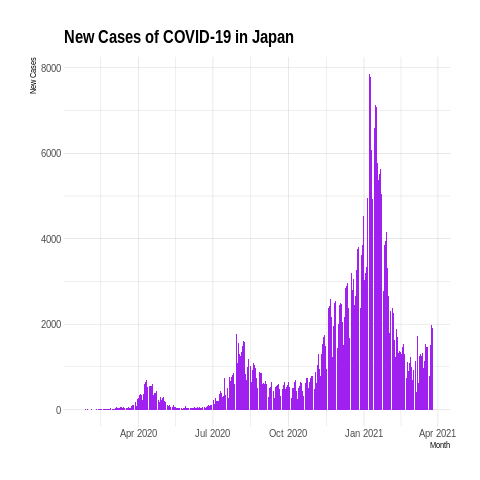 New Cases of COVID-19 in Japan
New Cases
8000
6000
4000
2000
0
Apr 2020 Jul 2020 Oct 2020 Jan 2021 Apr 2021
Month